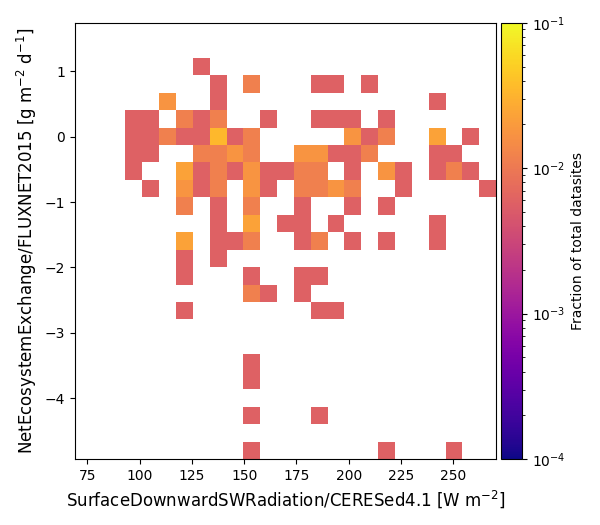 NetEcosystemExchange/FLUXNET2015 [g m⁻² d⁻¹]
1
0
−1
−2
−3
−4
75 100 125 150 175 200 225 250
SurfaceDownwardSWRadiation/CERESed4.1 [W m⁻²]
10⁻¹
10⁻²
10⁻³
10⁻⁴
Fraction of total datasites